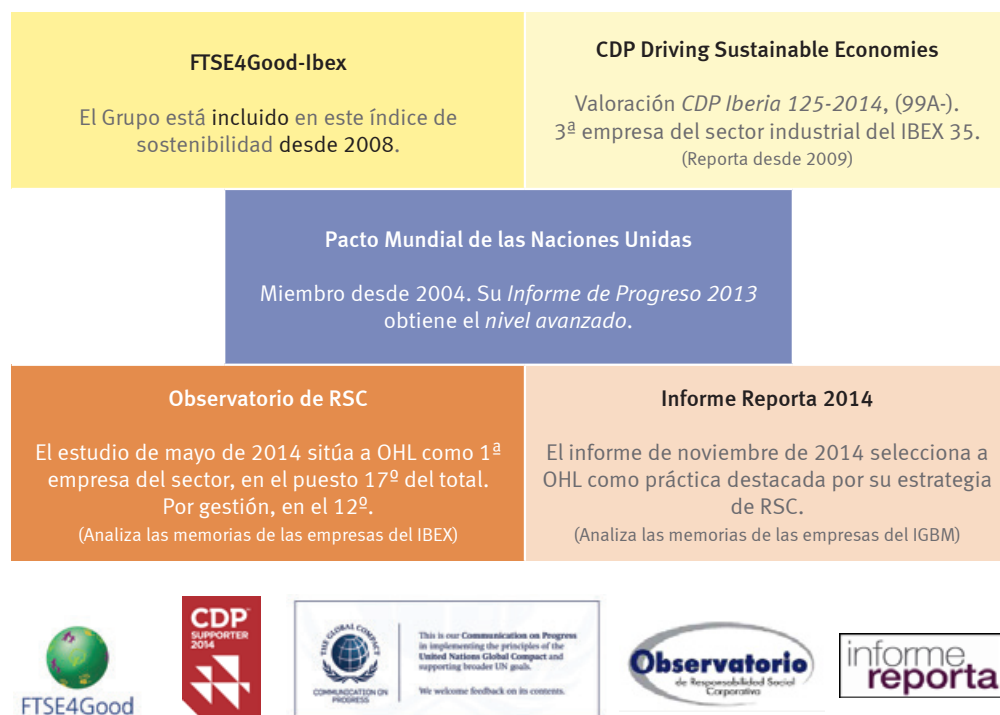 FTSE4Good-Ibex
El Grupo está incluido en este índice de
sostenibilidad desde 2008.
CDP Driving Sustainable Economies
Valoración CDP Iberia 125-2014, (99A-).
3ª empresa del sector industrial del IBEX 35.
(Reporta desde 2009)
Pacto Mundial de las Naciones Unidas
Miembro desde 2004. Su Informe de Progreso 2013
obtiene el nivel avanzado.
Observatorio de RSC
El estudio de mayo de 2014 sitúa a OHL como 1ª
empresa del sector, en el puesto 17º del total.
Por gestión, en el 12º.
(Analiza las memorias de las empresas del IBEX)
Informe Reporta 2014
El informe de noviembre de 2014 selecciona a
OHL como práctica destacada por su estrategia
de RSC.
(Analiza las memorias de las empresas del IGBM)
FTSE4Good
CDP
SUPPORTER
2014
THE GLOBAL COMPACT
COMMUNICATION ON
PROGRESS
This is our Communication on Progress
in implementing the principles of the
United Nations Global Compact and
supporting broader UN goals.
We welcome feedback on its contents.
Observatorio
de Responsabilidad Social
Corporativa
informe
reporta